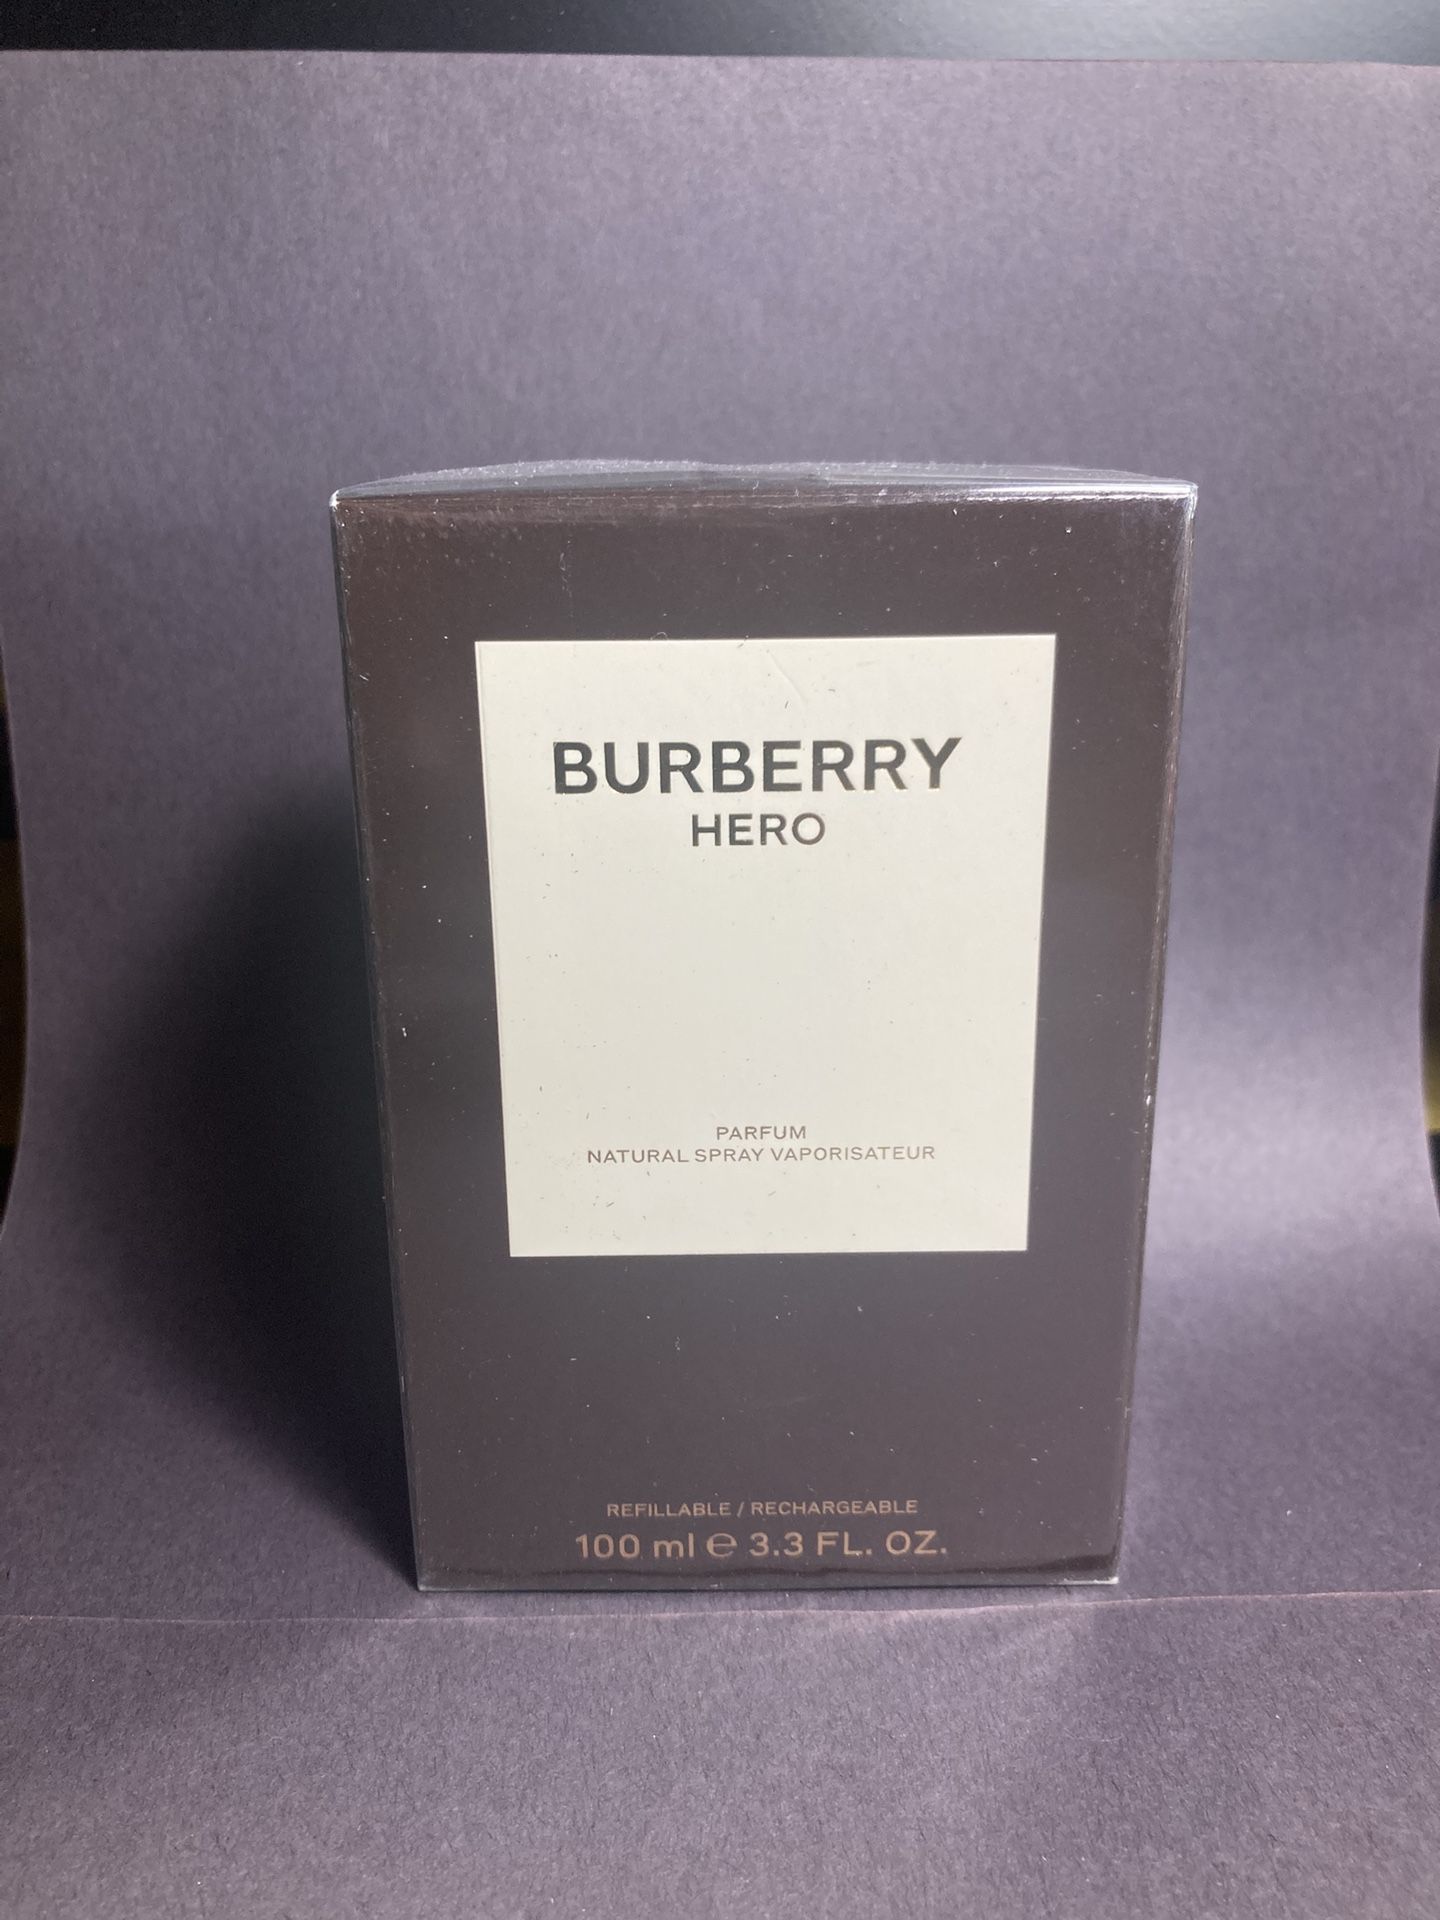 BURBERRY
HERO
PARFUM
NATURAL SPRAY VAPORISATEUR
REFILLABLE / RECHARGEABLE
100 ml ℮ 3.3 FL. OZ.